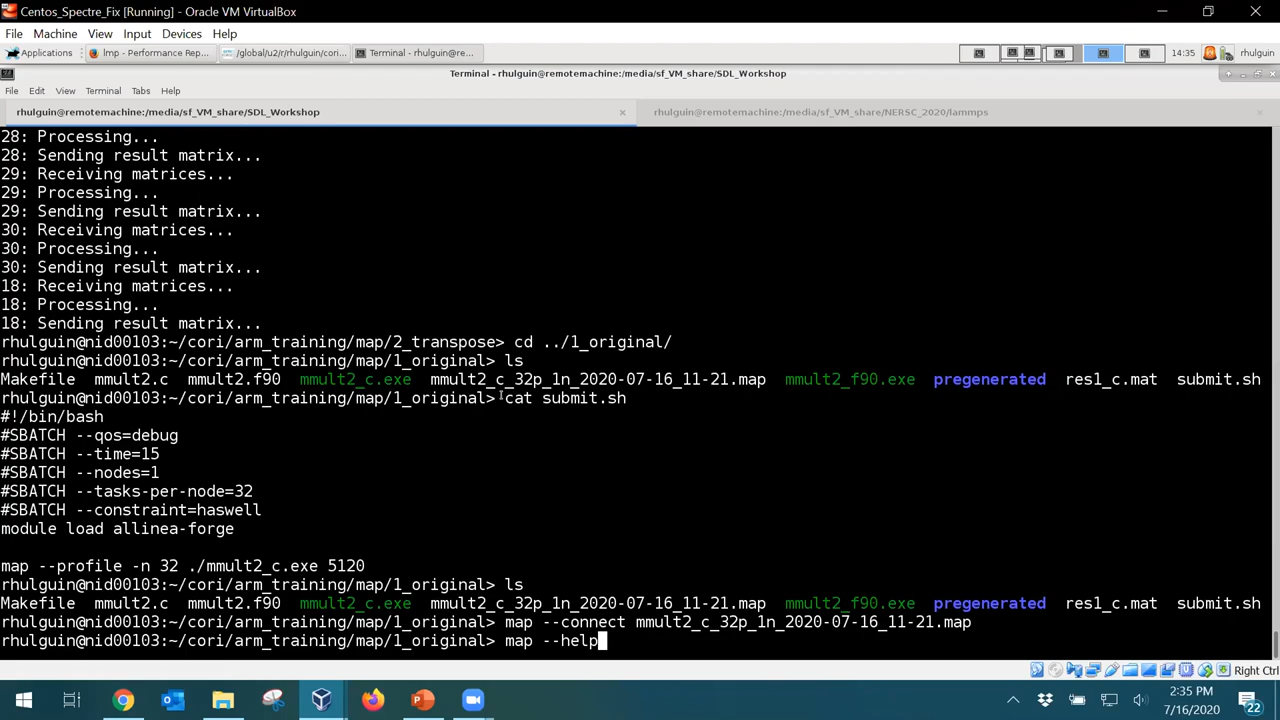 Centos_Spectre_Fix [Running] - Oracle VM VirtualBox
File Machine View Input Devices Help
Applications lmp - Performance Rep... /global/u2/r/rhulguin/cori... Terminal - rhulguin@re... 14:35 rhulguin
Terminal - rhulguin@remotemachine:/media/sf_VM_share/SDL_Workshop
File Edit View Terminal Tabs Help
rhulguin@remotemachine:/media/sf_VM_share/SDL_Workshop × rhulguin@remotemachine:/media/sf_VM_share/NERSC_2020/lammps ×
28: Processing...
28: Sending result matrix...
29: Receiving matrices...
29: Processing...
29: Sending result matrix...
30: Receiving matrices...
30: Processing...
30: Sending result matrix...
18: Receiving matrices...
18: Processing...
18: Sending result matrix...
rhulguin@nid00103:~/cori/arm_training/map/2_transpose> cd ../1_original/
rhulguin@nid00103:~/cori/arm_training/map/1_original> ls
Makefile mmult2.c mmult2.f90 mmult2_c.exe mmult2_c_32p_1n_2020-07-16_11-21.map mmult2_f90.exe pregenerated res1_c.mat submit.sh
rhulguin@nid00103:~/cori/arm_training/map/1_original> cat submit.sh
#!/bin/bash
#SBATCH --qos=debug
#SBATCH --time=15
#SBATCH --nodes=1
#SBATCH --tasks-per-node=32
#SBATCH --constraint=haswell
module load allinea-forge
map --profile -n 32 ./mmult2_c.exe 5120
rhulguin@nid00103:~/cori/arm_training/map/1_original> ls
Makefile mmult2.c mmult2.f90 mmult2_c.exe mmult2_c_32p_1n_2020-07-16_11-21.map mmult2_f90.exe pregenerated res1_c.mat submit.sh
rhulguin@nid00103:~/cori/arm_training/map/1_original> map --connect mmult2_c_32p_1n_2020-07-16_11-21.map
rhulguin@nid00103:~/cori/arm_training/map/1_original> map --help
Right Ctrl
2:35 PM
7/16/2020
22